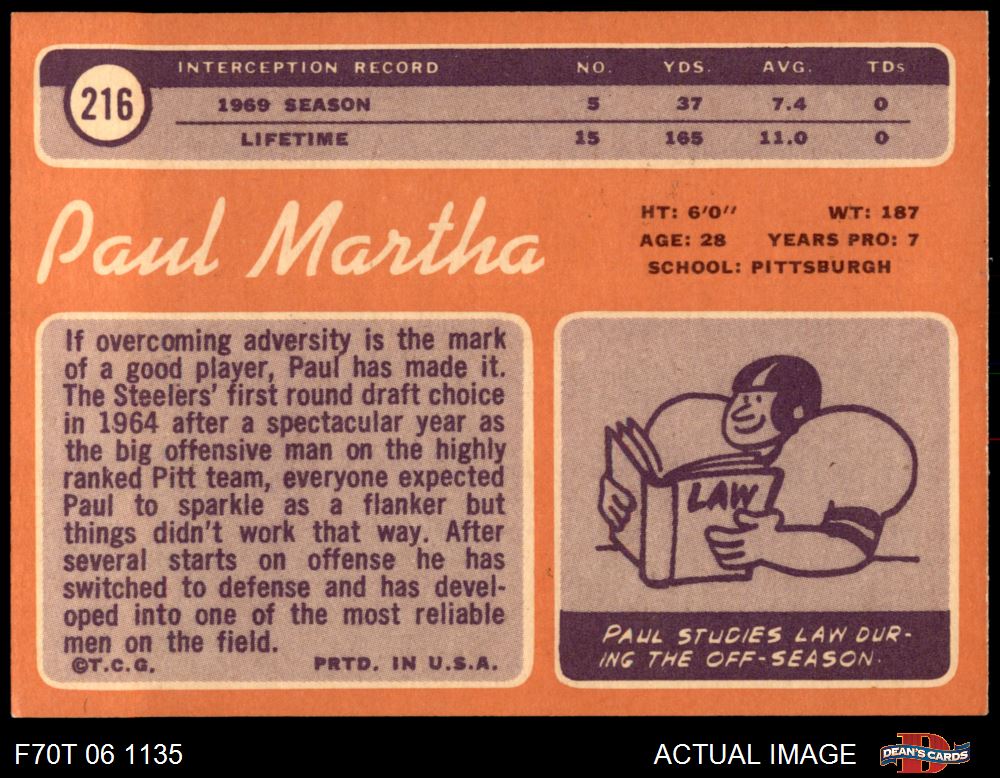 216
INTERCEPTION RECORD NO. YDS. AVG. TDs
1969 SEASON 5 37 7.4 0
LIFETIME 15 165 11.0 0
Paul Martha
HT: 6'0" WT: 187
AGE: 28 YEARS PRO: 7
SCHOOL: PITTSBURGH
If overcoming adversity is the mark
of a good player, Paul has made it.
The Steelers' first round draft choice
in 1964 after a spectacular year as
the big offensive man on the highly
ranked Pitt team, everyone expected
Paul to sparkle as a flanker but
things didn't work that way. After
several starts on offense he has
switched to defense and has devel-
oped into one of the most reliable
men on the field.
©T.C.G. PRTD. IN U.S.A.
LAW
PAUL STUDIES LAW DUR-
ING THE OFF-SEASON.
F70T 06 1135
ACTUAL IMAGE
D
DEAN'S CARDS